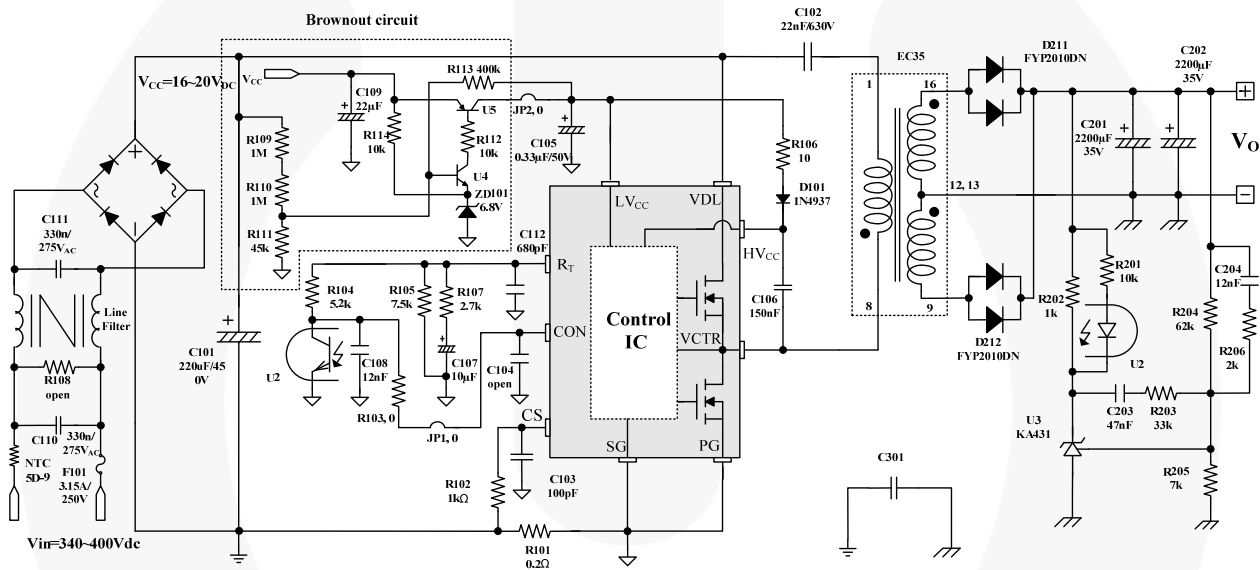 Brownout circuit
C102
22nF/630V
EC35
D211
FYP2010DN
C202
2200µF
35V
V_CC=16~20V_DC
V_CC
C109
22µF
R113 400k
U5
JP2, 0
R114
10k
R112
10k
C105
0.33µF/50V
R106
10
1
16
C201
2200µF
35V
V_O
+
-
R109
1M
R110
1M
R111
45k
U4
ZD101
6.8V
D101
1N4937
12, 13
LV_CC
VDL
C111
330n/
275V_AC
C112
680pF
HV_CC
R_T
R104
5.2k
R105
7.5k
R107
2.7k
C106
150nF
8
9
R201
10k
C204
12nF
R202
1k
R204
62k
Line
Filter
Control
IC
VCTR
CON
D212
FYP2010DN
U2
R206
2k
C101
220uF/45
0V
U2
C108
12nF
C107
10µF
C104
open
R108
open
R103, 0
JP1, 0
CS
C203
47nF
R203
33k
U3
KA431
C110
330n/
275V_AC
SG
PG
NTC
5D-9
F101
3.15A/
250V
R102
1kΩ
C103
100pF
C301
R205
7k
R101
0.2Ω
Vin=340~400Vdc